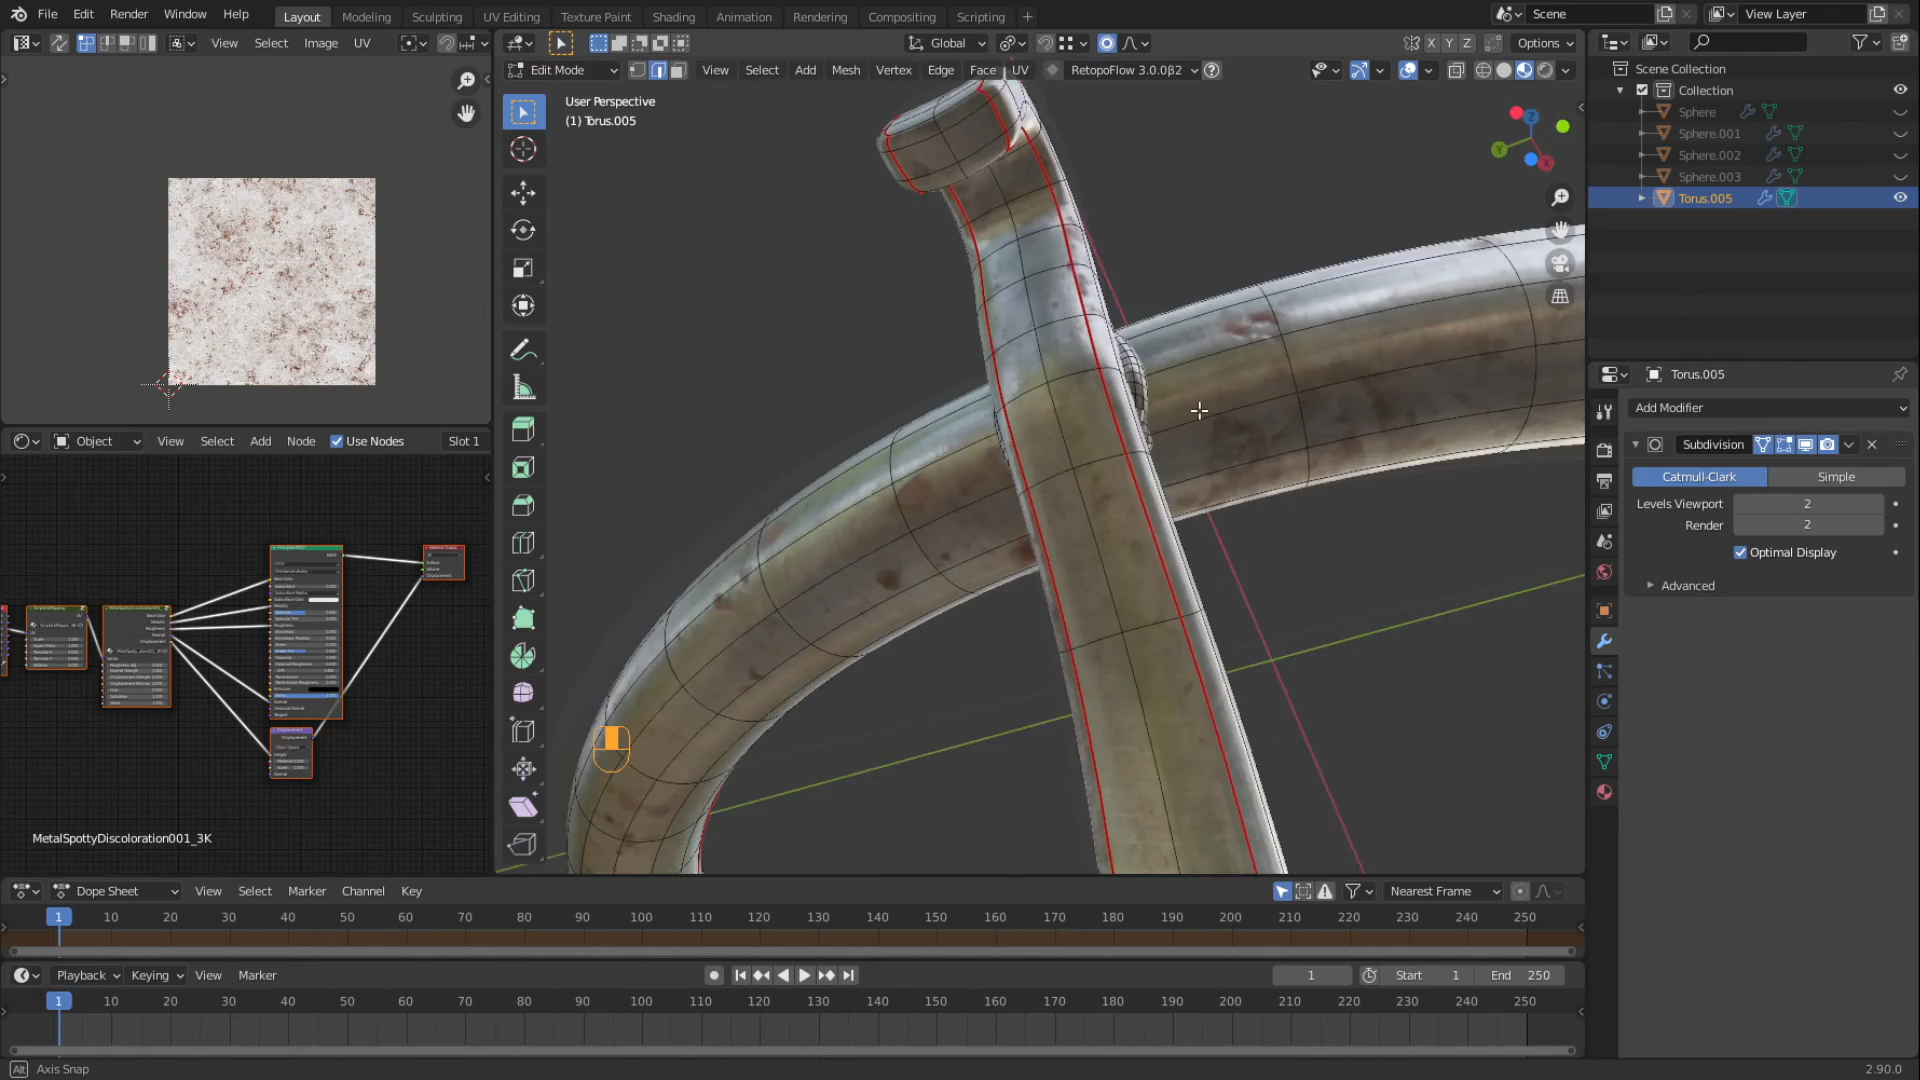 File Edit Render Window Help Layout Modeling Sculpting UV Editing Texture Paint Shading Animation Rendering Compositing Scripting + Scene View Layer
View Select Image UV Global X Y Z Options
Edit Mode View Select Add Mesh Vertex Edge Face UV RetopoFlow 3.0.0β2
Scene Collection
Collection
Sphere
Sphere.001
Sphere.002
Sphere.003
Torus.005
User Perspective
(1) Torus.005
Z
Y
X
Torus.005
Add Modifier
Subdivision
Catmull-Clark Simple
Levels Viewport 2
Render 2
Optimal Display
Advanced
Object View Select Add Node Use Nodes Slot 1
MetalSpottyDiscoloration001_3K
Dope Sheet View Select Marker Channel Key Nearest Frame
1 10 20 30 40 50 60 70 80 90 100 110 120 130 140 150 160 170 180 190 200 210 220 230 240 250
Playback Keying View Marker 1 Start 1 End 250
1 10 20 30 40 50 60 70 80 90 100 110 120 130 140 150 160 170 180 190 200 210 220 230 240 250
Alt Axis Snap 2.90.0